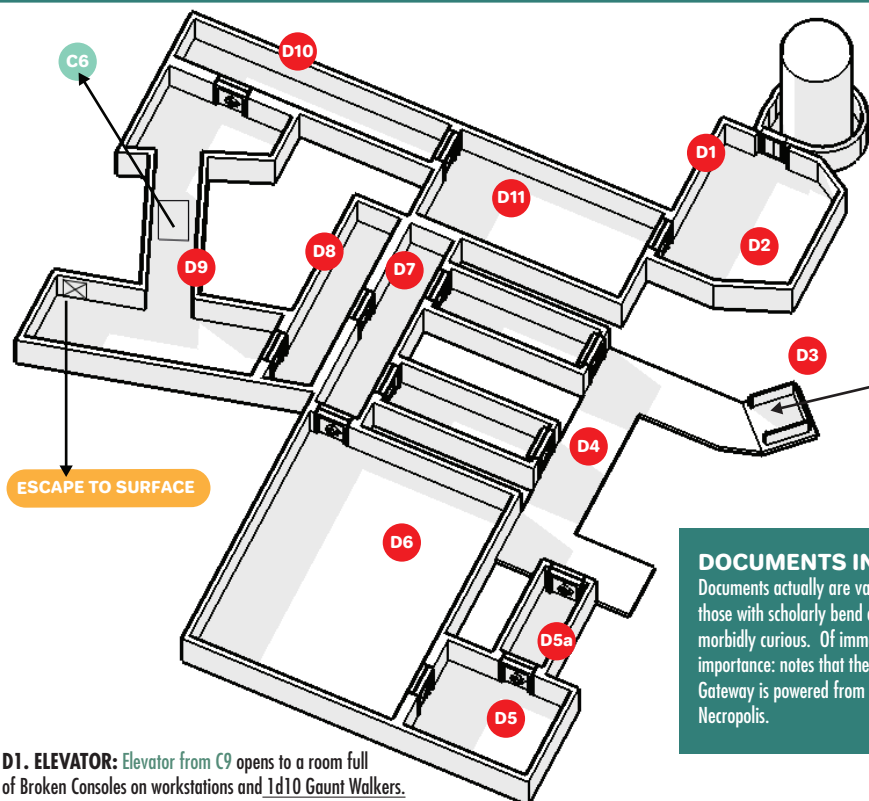 D10
C6
D1
D11
D2
D8
D7
D9
D3
D4
ESCAPE TO SURFACE
D6
DOCUMENTS IN
Documents actually are va
those with scholarly bend
morbidly curious. Of imm
importance: notes that the
Gateway is powered from
Necropolis.
D5a
D5
D1. ELEVATOR: Elevator from C9 opens to a room full
of Broken Consoles on workstations and 1d10 Gaunt Walkers.